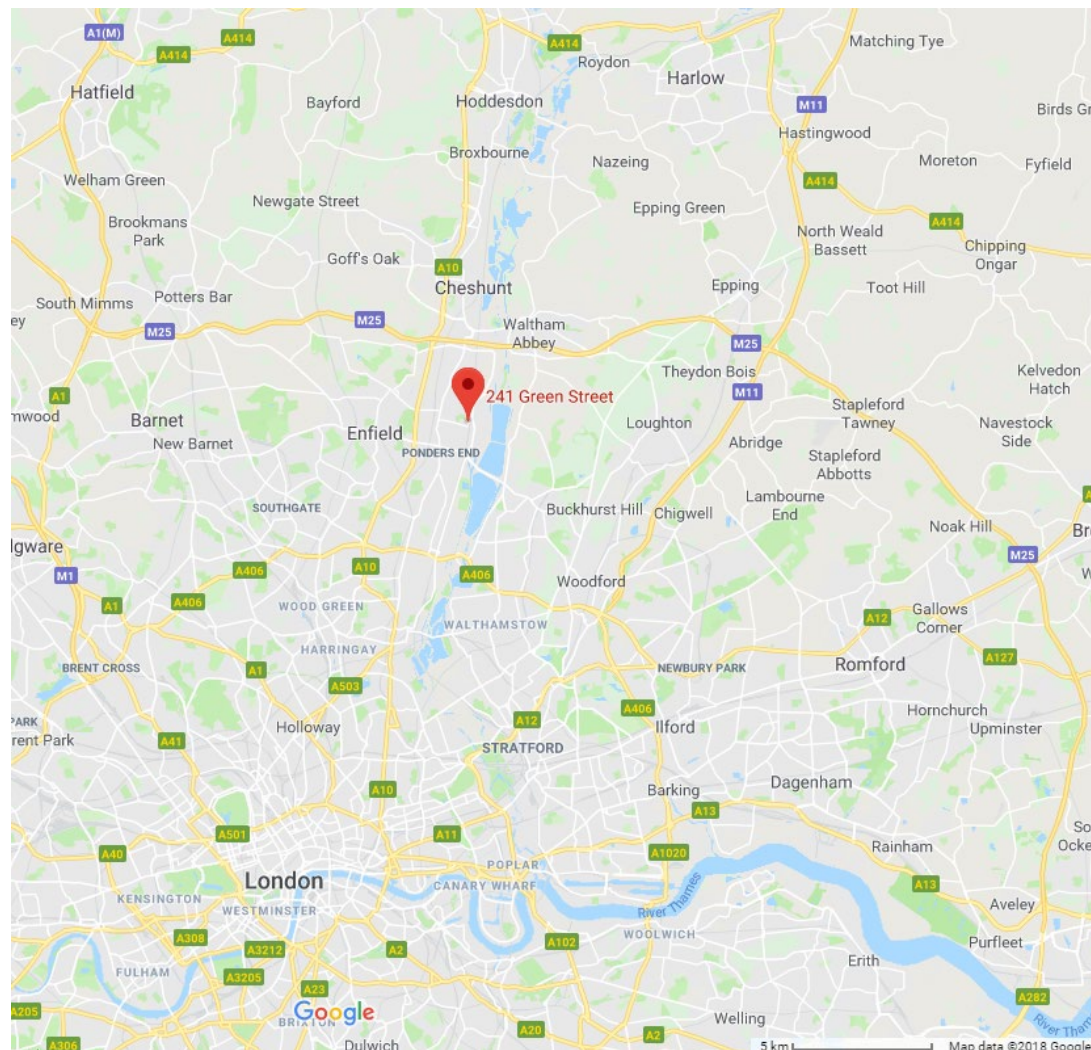 A1(M)
A414
A414
Matching Tye
Roydon
Harlow
Hatfield
Bayford
Hoddesdon
M11
Birds Gr
Hastingwood
Broxbourne
Nazeing
Moreton
Fyfield
Welham Green
A414
Newgate Street
Epping Green
Brookmans
Park
A414
North Weald
Bassett
Chipping
Ongar
Goff's Oak
A10
Cheshunt
Epping
Toot Hill
South Mimms
Potters Bar
ey
M25
M25
Waltham
Abbey
M25
Theydon Bois
Kelvedon
Hatch
A1
241 Green Street
M11
mwood
Barnet
New Barnet
Enfield
Loughton
Stapleford
Tawney
Navestock
Side
Abridge
PONDERS END
Stapleford
Abbotts
SOUTHGATE
Buckhurst Hill
Chigwell
Lambourne
End
A1
Noak Hill
Br
dgware
M25
M1
A406
A10
A406
Woodford
W
A1
A406
WOOD GREEN
Gallows
Corner
A12
WALTHAMSTOW
HARRINGAY
A127
BRENT CROSS
A1
NEWBURY PARK
Romford
A503
A406
Hornchurch
PARK
rent Park
A41
Holloway
A12
Ilford
Upminster
STRATFORD
Dagenham
A10
Barking
A13
A501
A11
So
Ocke
A40
A1020
Rainham
POPLAR
London
CANARY WHARF
A13
KENSINGTON
WESTMINSTER
River Thames
Aveley
A308
A3212
A2
A102
WOOLWICH
Purfleet
FULHAM
A3205
Erith
A23
A282
A205
Google
BRIXTON
A20
Welling
River Thames
A306
Dulwich
A2
5 km
Map data ©2018 Google